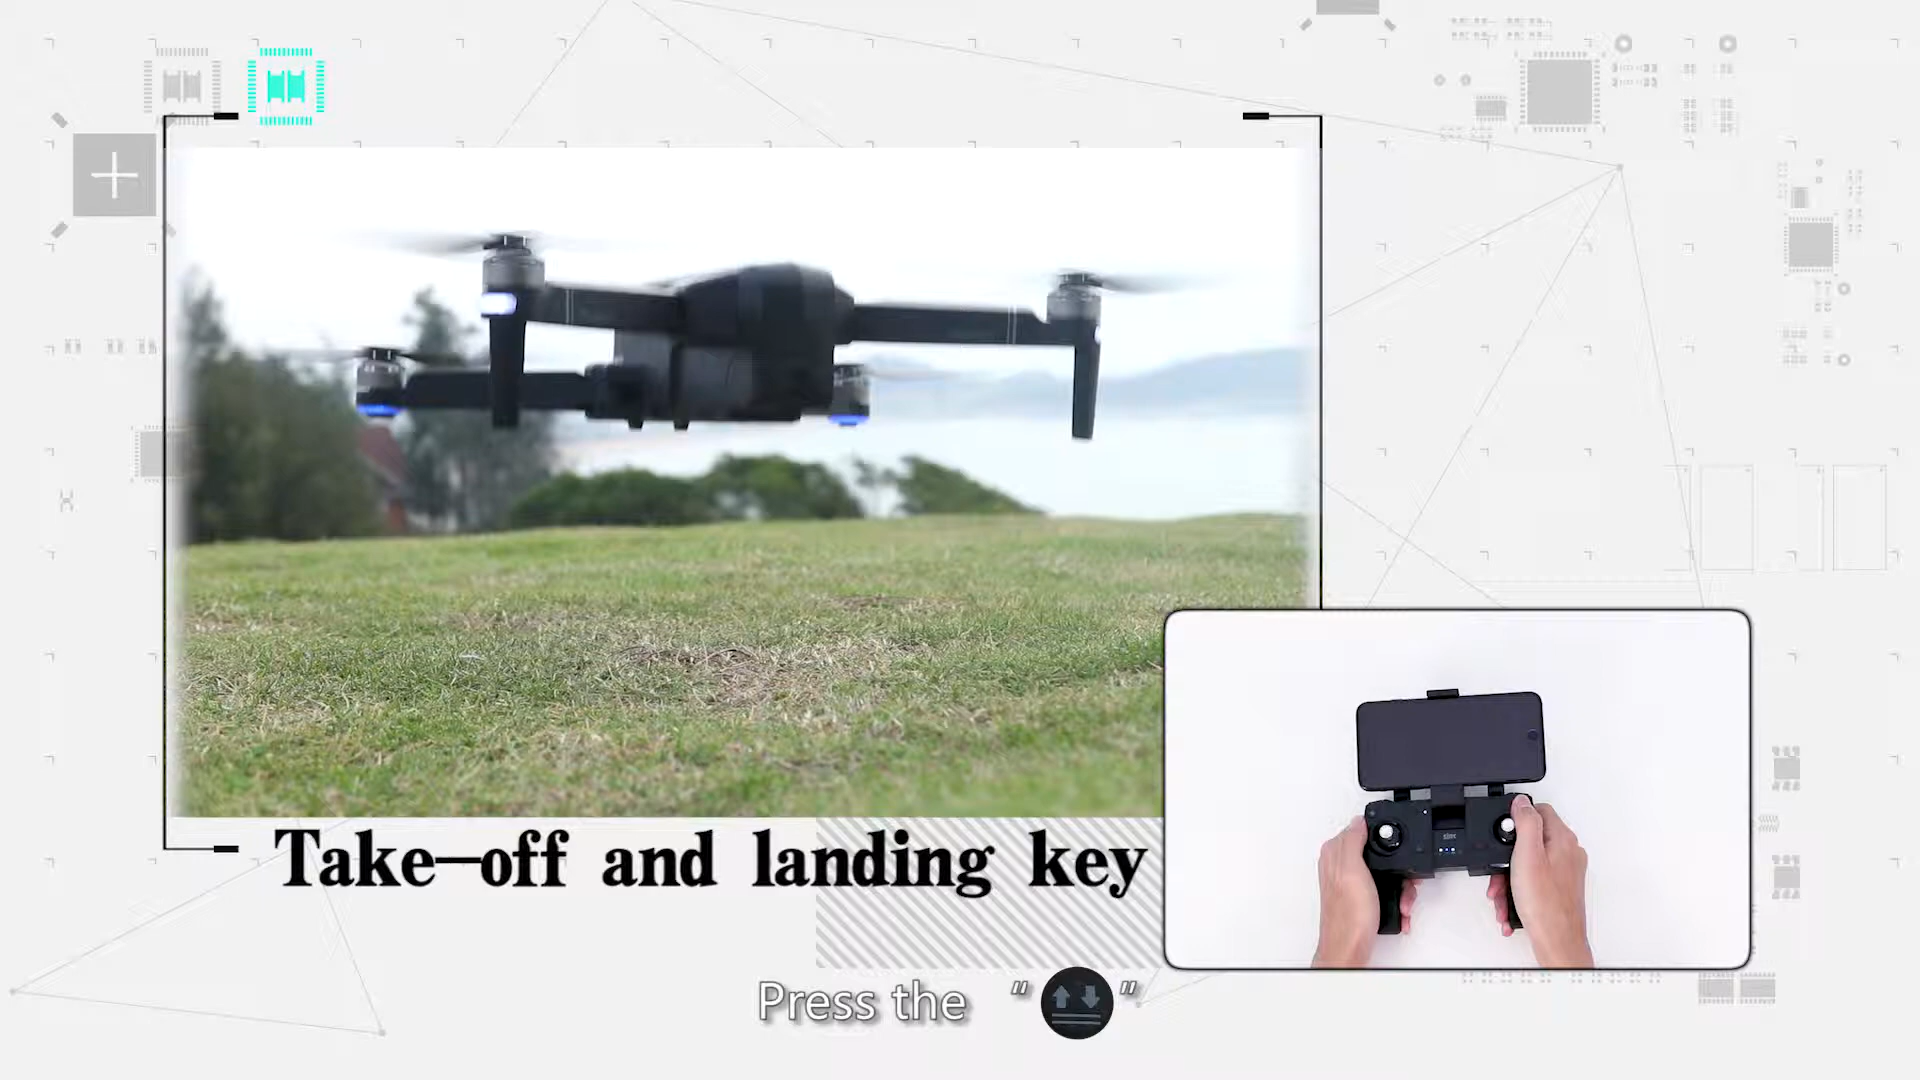 Take-off and landing key
Press the “ ”